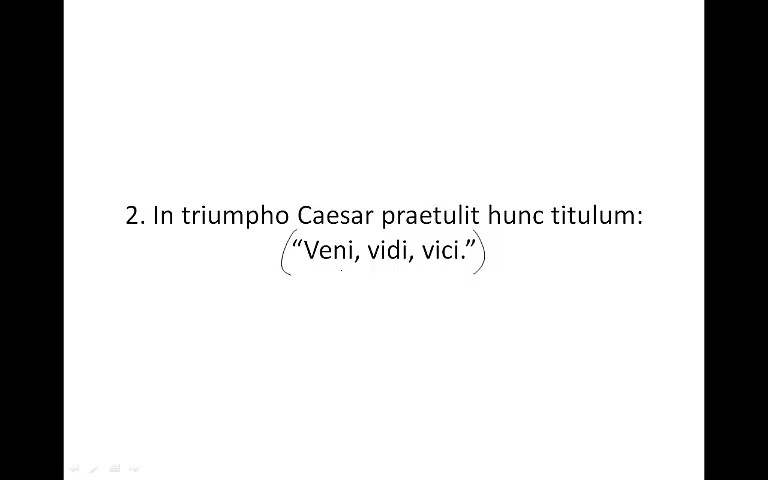 2. In triumpho Caesar praetulit hunc titulum:
“Veni, vidi, vici.”